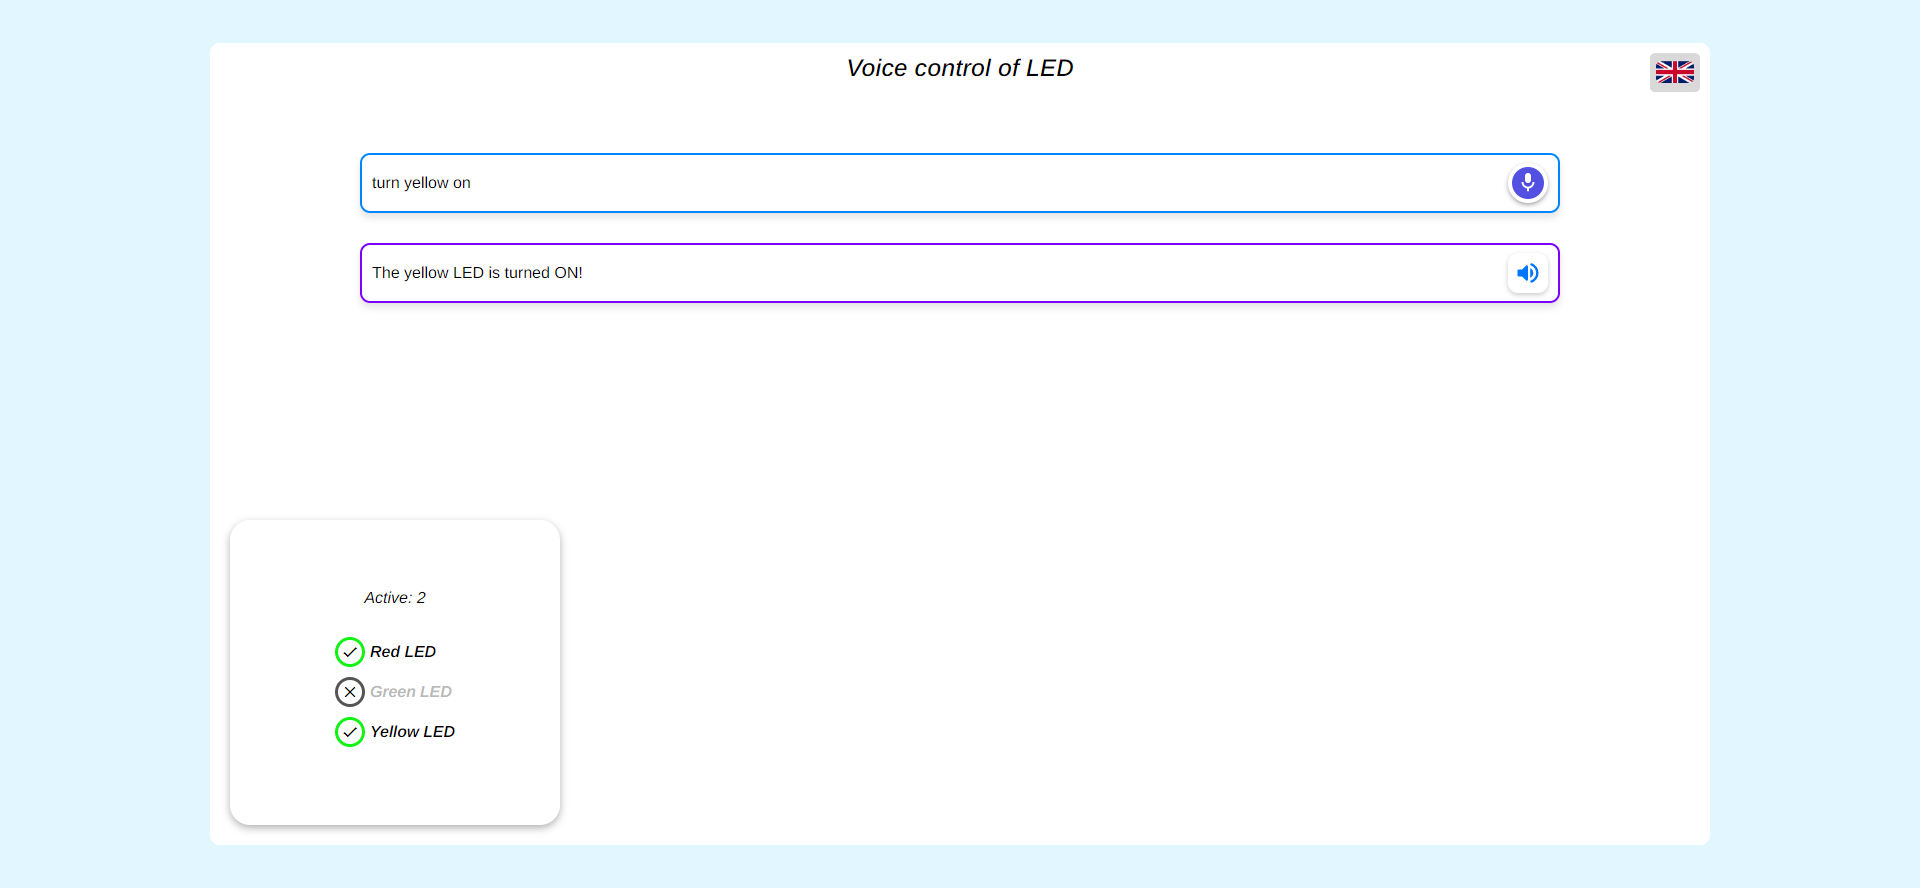 Voice control of LED
turn yellow on
The yellow LED is turned ON!
Active: 2
Red LED
Green LED
Yellow LED